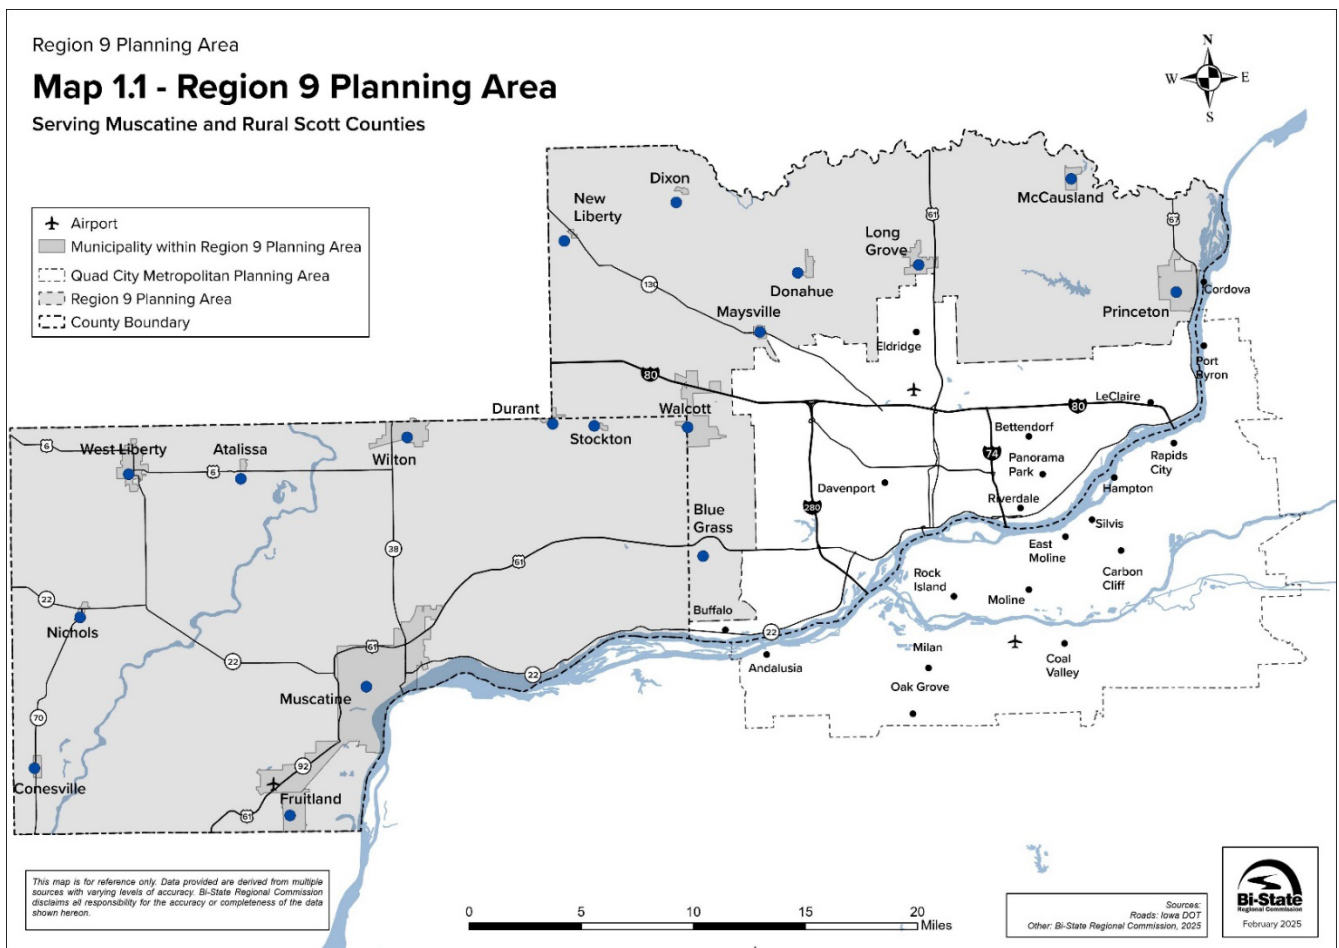 Region 9 Planning Area
Map 1.1 - Region 9 Planning Area
Serving Muscatine and Rural Scott Counties
N
W
E
S
Airport
Municipality within Region 9 Planning Area
Quad City Metropolitan Planning Area
Region 9 Planning Area
County Boundary
Dixon
New
Liberty
McCausland
Long
Grove
61
67
130
Donahue
Maysville
Princeton
Cordova
Eldridge
Port
Byron
80
Durant
Walcott
Stockton
LeClaire
80
Bettendorf
74
Panorama
Park
Rapids
City
6
West Liberty
Atalissa
6
Wilton
Davenport
Riverdale
Hampton
280
Blue
Grass
Silvis
38
61
East
Moline
Carbon
Cliff
Rock
Island
Moline
22
Nichols
Buffalo
22
61
22
22
Andalusia
Milan
Coal
Valley
Oak Grove
Muscatine
70
92
Conesville
Fruitland
61
This map is for reference only. Data provided are derived from multiple
sources with varying levels of accuracy. Bi-State Regional Commission
disclaims all responsibility for the accuracy or completeness of the data
shown hereon.
0 5 10 15 20
Miles
Sources:
Roads: Iowa DOT
Other: Bi-State Regional Commission, 2025
Bi-State
Regional Commission
February 2025